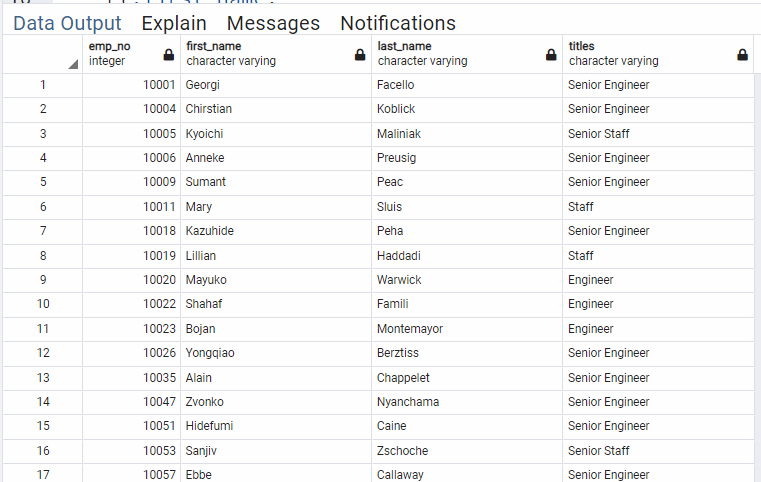 Data Output Explain Messages Notifications
emp_no first_name last_name titles
integer character varying character varying character varying
1 10001 Georgi Facello Senior Engineer
2 10004 Chirstian Koblick Senior Engineer
3 10005 Kyoichi Maliniak Senior Staff
4 10006 Anneke Preusig Senior Engineer
5 10009 Sumant Peac Senior Engineer
6 10011 Mary Sluis Staff
7 10018 Kazuhide Peha Senior Engineer
8 10019 Lillian Haddadi Staff
9 10020 Mayuko Warwick Engineer
10 10022 Shahaf Famili Engineer
11 10023 Bojan Montemayor Engineer
12 10026 Yongqiao Berztiss Senior Engineer
13 10035 Alain Chappelet Senior Engineer
14 10047 Zvonko Nyanchama Senior Engineer
15 10051 Hidefumi Caine Senior Engineer
16 10053 Sanjiv Zschoche Senior Staff
17 10057 Ebbe Callaway Senior Engineer